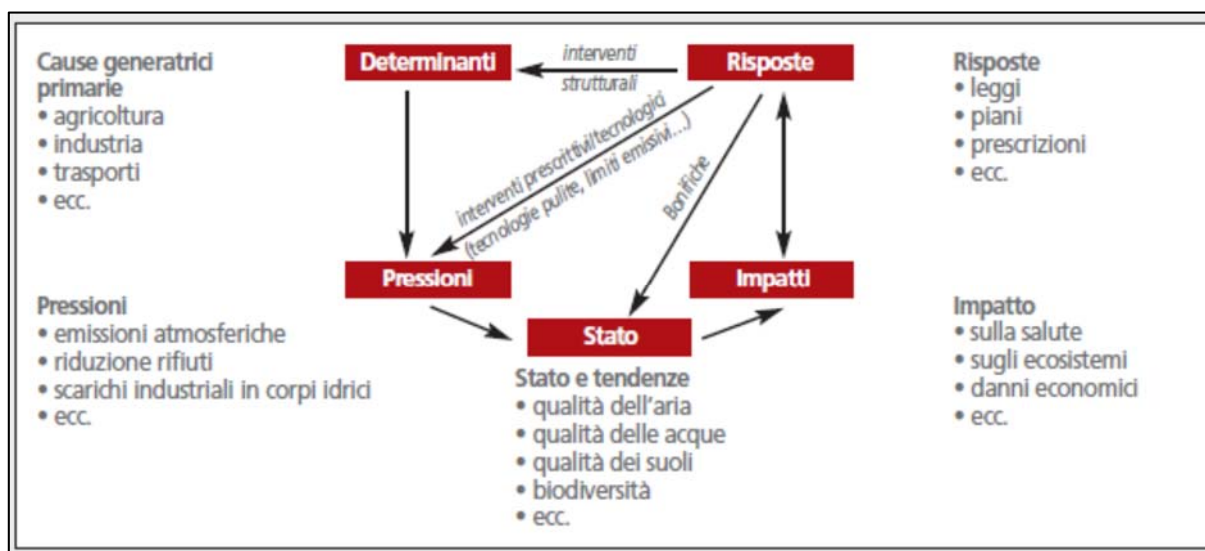 Cause generatrici
primarie
• agricoltura
• industria
• trasporti
• ecc.
Determinanti
interventi
strutturali
Risposte
Risposte
• leggi
• piani
• prescrizioni
• ecc.
interventi prescrittivi/tecnologici
(tecnologie pulite, limiti emissivi...)
Bonifiche
Pressioni
Impatti
Stato
Pressioni
• emissioni atmosferiche
• riduzione rifiuti
• scarichi industriali in corpi idrici
• ecc.
Stato e tendenze
• qualità dell'aria
• qualità delle acque
• qualità dei suoli
• biodiversità
• ecc.
Impatto
• sulla salute
• sugli ecosistemi
• danni economici
• ecc.